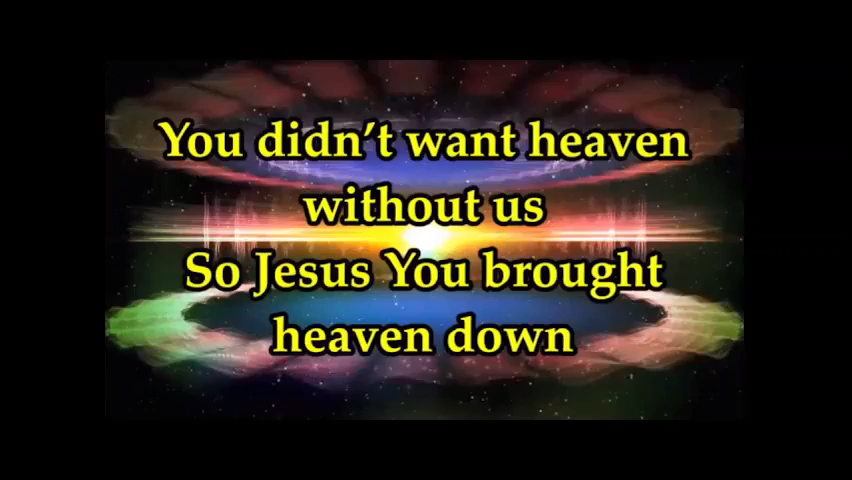 You didn’t want heaven
without us
So Jesus You brought
heaven down